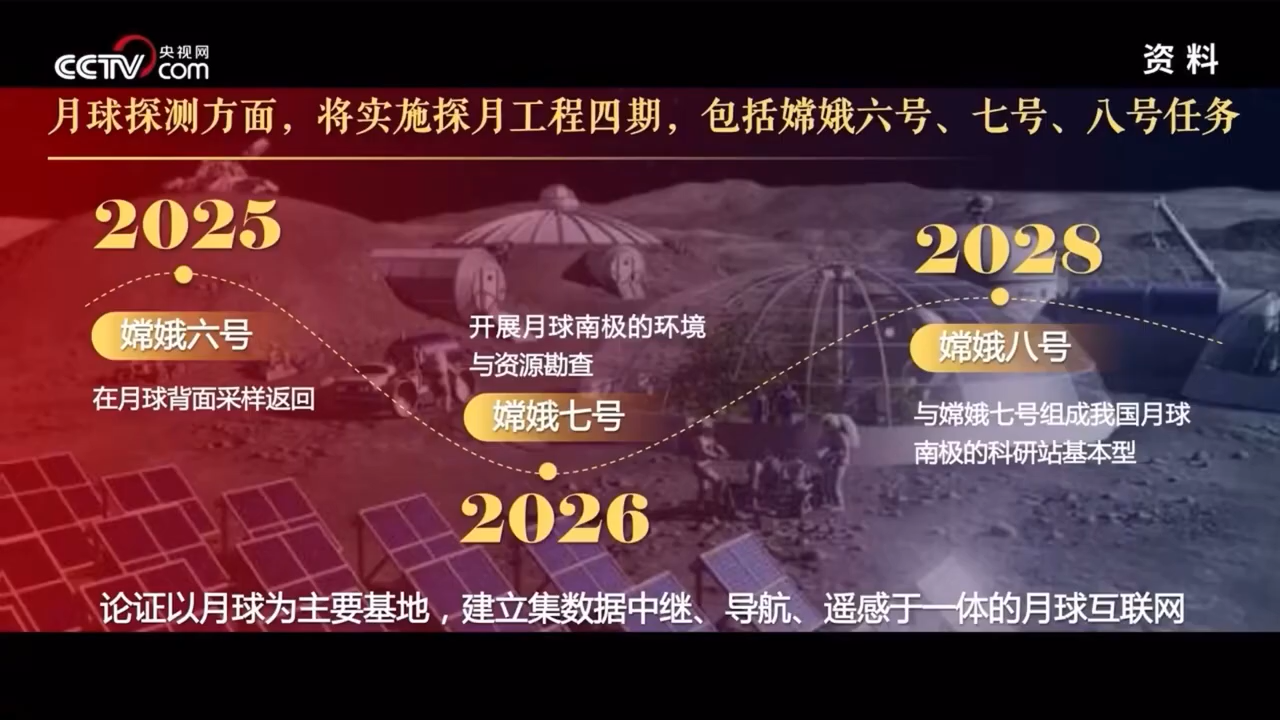 CCTV央视网
com
资料
月球探测方面，将实施探月工程四期，包括嫦娥六号、七号、八号任务
2025
嫦娥六号
在月球背面采样返回
开展月球南极的环境
与资源勘查
嫦娥七号
2026
2028
嫦娥八号
与嫦娥七号组成我国月球
南极的科研站基本型
论证以月球为主要基地，建立集数据中继、导航、遥感于一体的月球互联网